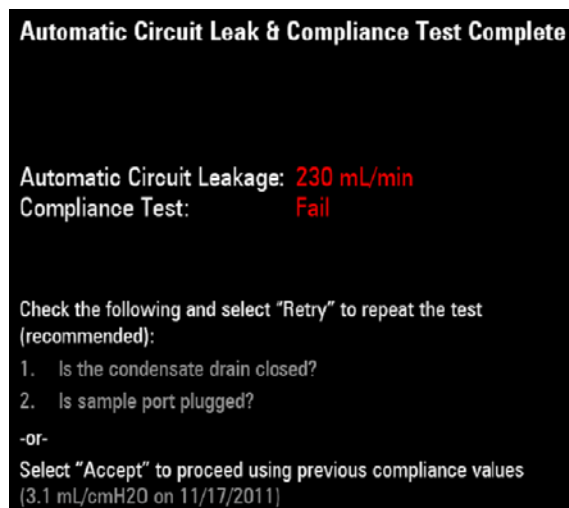 Automatic Circuit Leak & Compliance Test Complete
Automatic Circuit Leakage: 230 mL/min
Compliance Test: Fail
Check the following and select "Retry" to repeat the test
(recommended):
1. Is the condensate drain closed?
2. Is sample port plugged?
-or-
Select "Accept" to proceed using previous compliance values
(3.1 mL/cmH2O on 11/17/2011)